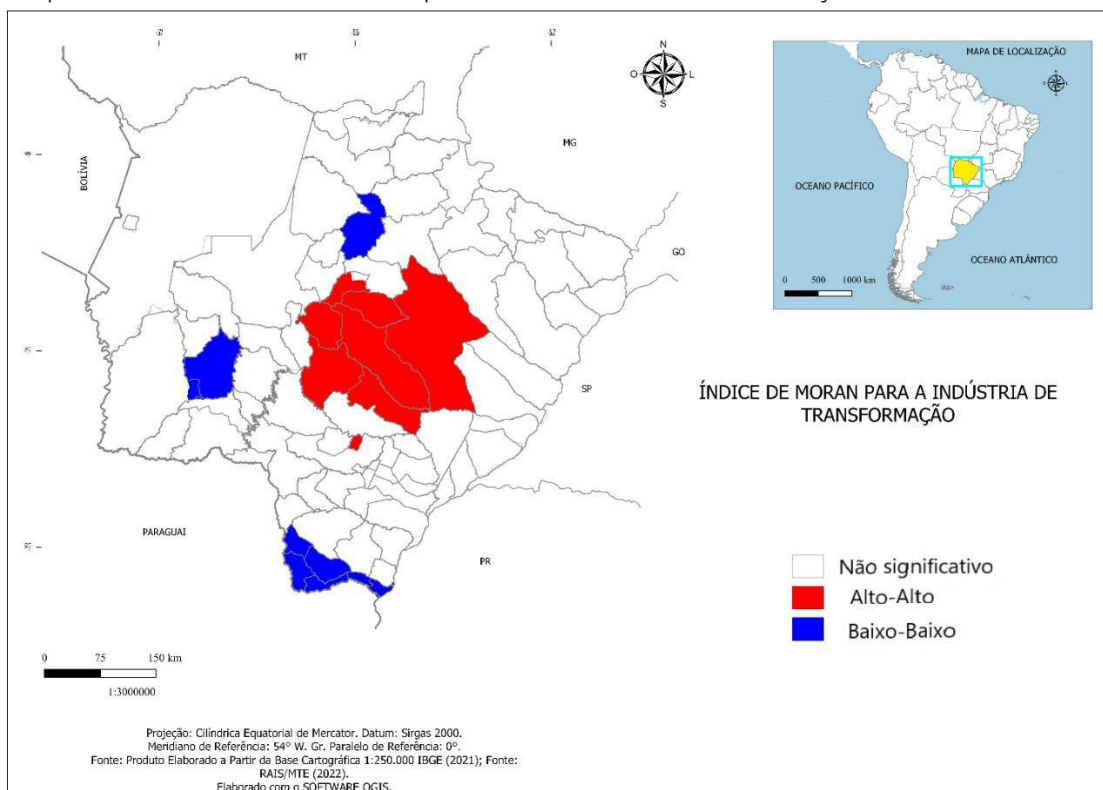 MAPA DE LOCALIZAÇÃO
OCEANO PACÍFICO
OCEANO ATLÂNTICO
0 500 1000 km
N
O
L
S
MT
MG
BOLÍVIA
GO
SP
PARAGUAI
PR
ÍNDICE DE MORAN PARA A INDÚSTRIA DE
TRANSFORMAÇÃO
Não significativo
Alto-Alto
Baixo-Baixo
0 75 150 km
1:3000000
Projeção: Cilíndrica Equatorial de Mercator. Datum: Sirgas 2000.
Meridiano de Referência: 54° W. Gr. Paralelo de Referência: 0°.
Fonte: Produto Elaborado a Partir da Base Cartográfica 1:250.000 IBGE (2021); Fonte:
RAIS/MTE (2022).
Elaborado com o SOFTWARE QGIS.